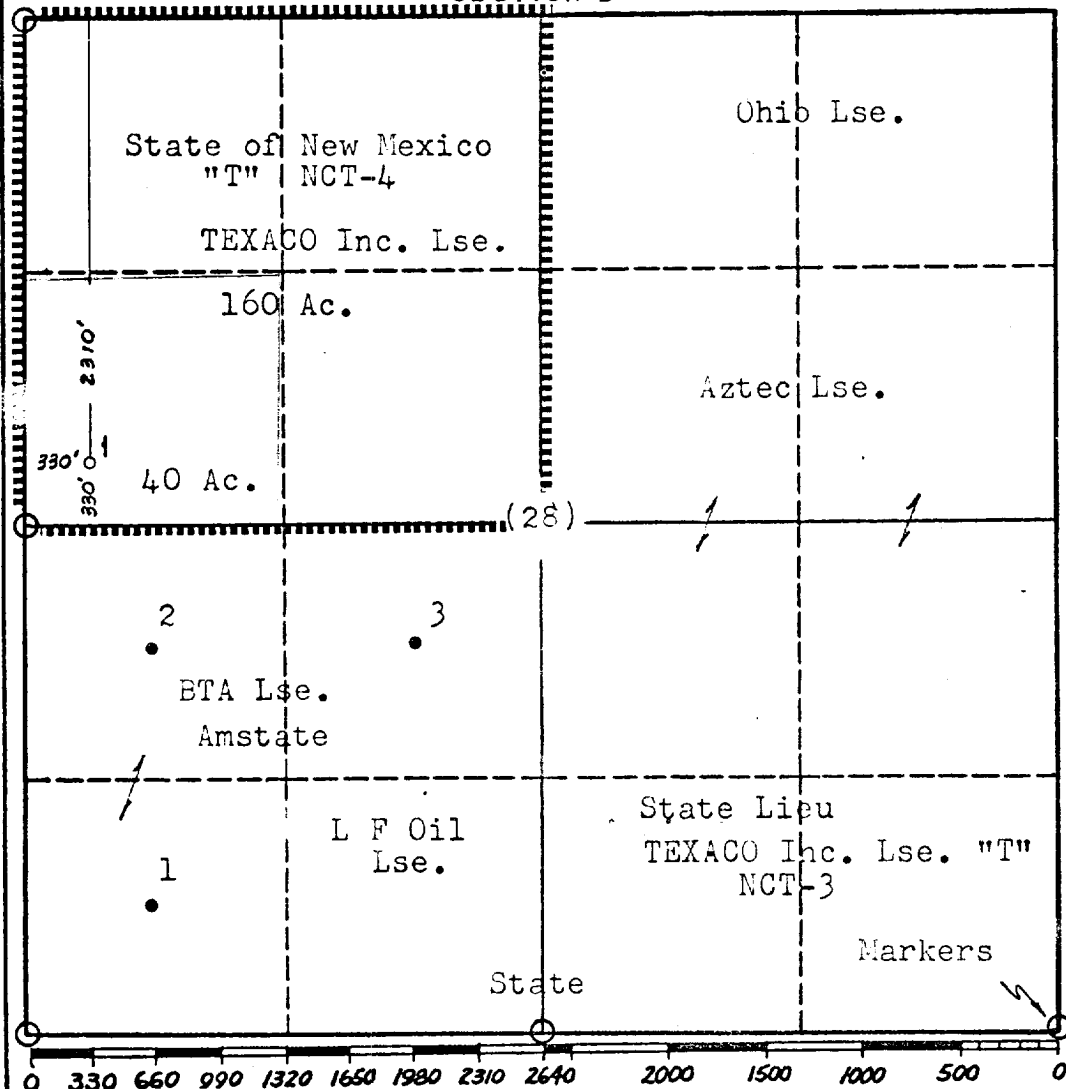 Ohio Lse.
State of New Mexico
"T" NCT-4
TEXACO Inc. Lse.
160 Ac.
2310'
Aztec Lse.
330'
1
330'
40 Ac.
(28)
2
3
BTA Lse.
Amstate
State Lieu
L F Oil
Lse.
TEXACO Inc. Lse. "T"
NCT-3
1
Markers
State
0 330 660 990 1320 1650 1980 2310 2640 2000 1500 1000 500 0